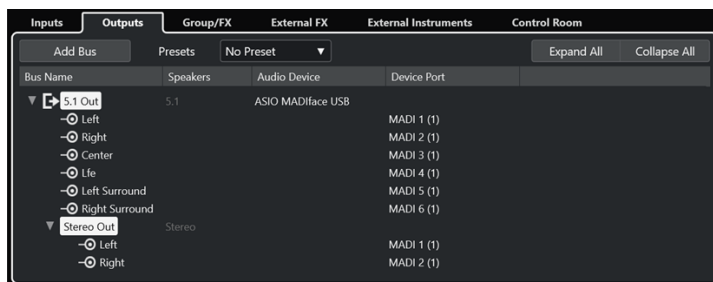 Inputs Outputs Group/FX External FX External Instruments Control Room
Add Bus Presets No Preset Expand All Collapse All
Bus Name Speakers Audio Device Device Port
5.1 Out 5.1 ASIO MADIface USB
Left MADI 1 (1)
Right MADI 2 (1)
Center MADI 3 (1)
Lfe MADI 4 (1)
Left Surround MADI 5 (1)
Right Surround MADI 6 (1)
Stereo Out Stereo
Left MADI 1 (1)
Right MADI 2 (1)